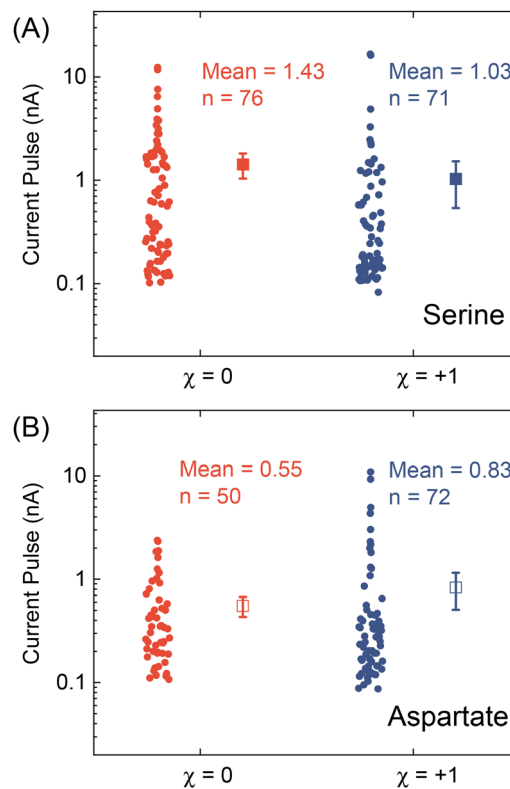 (A)
Current Pulse (nA)
10
1
0.1
Mean = 1.43
n = 76
Mean = 1.03
n = 71
Serine
χ = 0
χ = +1
(B)
Current Pulse (nA)
10
1
0.1
Mean = 0.55
n = 50
Mean = 0.83
n = 72
Aspartate
χ = 0
χ = +1